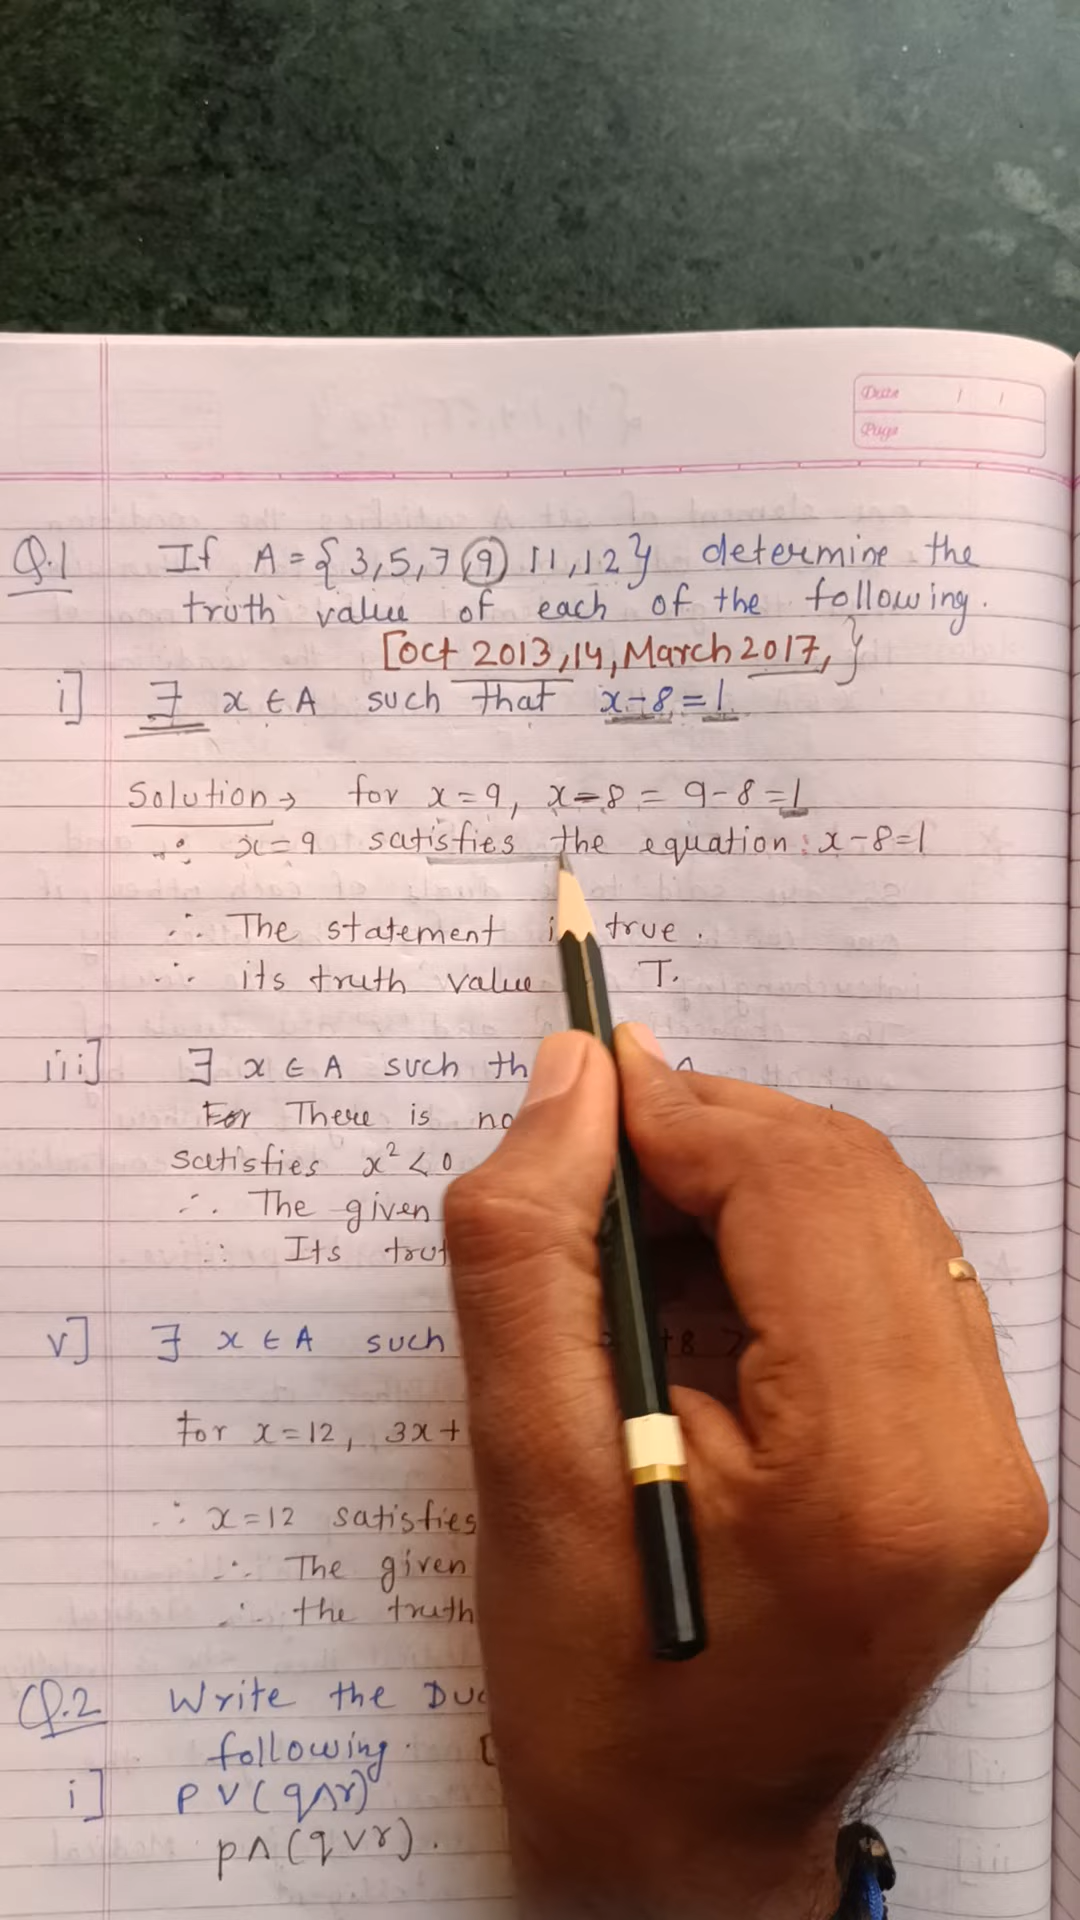 Date / /
Page
Q.1 If A = {3,5,7,9,11,12} determine the
truth value of each of the following.
[oct 2013,14, March 2017, }
i] ∃ x ∈ A such that x-8=1
Solution → for x=9, x-8 = 9-8=1
∴ x=9 satisfies the equation: x-8=1
∴ The statement true.
∴ its truth value T.
iii] ∃ x ∈ A such
For There is
satisfies x² < 0
∴ The given
∴ Its
v] ∃ x ∈ A such +8 >
for x=12, 3x+
∴ x=12 satisfies
∴ The given
∴ the truth
Q.2 Write the
following. [
i] p ∨ (q∧r)
p∧(q∨r).